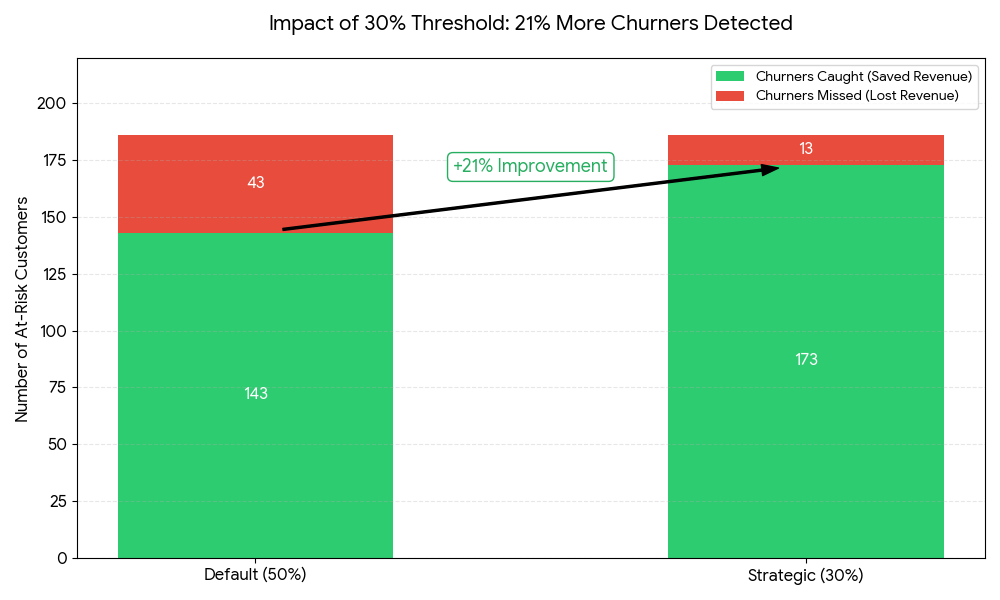 Impact of 30% Threshold: 21% More Churners Detected
Churners Caught (Saved Revenue)
Churners Missed (Lost Revenue)
Number of At-Risk Customers
200
175
150
125
100
75
50
25
0
43
143
+21% Improvement
13
173
Default (50%)
Strategic (30%)